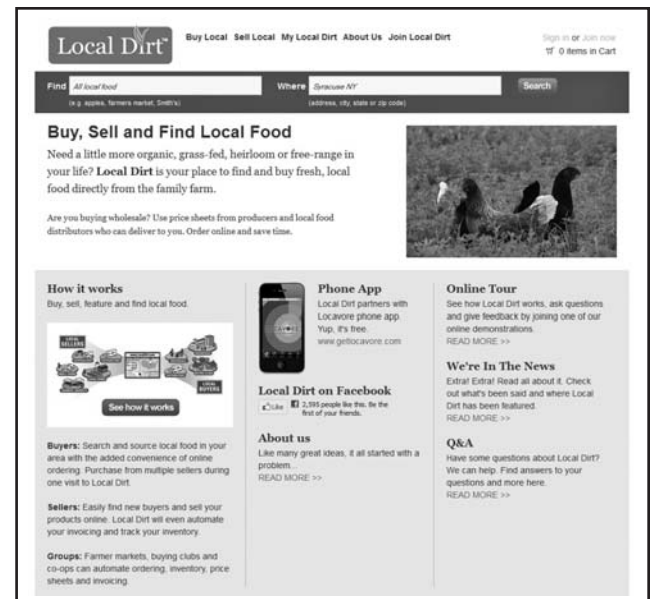 Local Dirt™
Buy Local Sell Local My Local Dirt About Us Join Local Dirt
Sign in or Join now
0 items in Cart
Find All local food
(e.g. apples, farmers market, Smith's)
Where Syracuse NY
(address, city, state or zip code)
Search
Buy, Sell and Find Local Food
Need a little more organic, grass-fed, heirloom or free-range in
your life? Local Dirt is your place to find and buy fresh, local
food directly from the family farm.
Are you buying wholesale? Use price sheets from producers and local food
distributors who can deliver to you. Order online and save time.
How it works
Buy, sell, feature and find local food.
LOCAL
SELLERS
LOCAL
BUYERS
See how it works
Buyers: Search and source local food in your
area with the added convenience of online
ordering. Purchase from multiple sellers during
one visit to Local Dirt.
Sellers: Easily find new buyers and sell your
products online. Local Dirt will even automate
your invoicing and track your inventory.
Groups: Farmer markets, buying clubs and
co-ops can automate ordering, inventory, price
sheets and invoicing.
Phone App
Local Dirt partners with
Locavore phone app.
Yup, it's free.
www.getlocavore.com
Local Dirt on Facebook
Like 2,595 people like this. Be the
first of your friends.
About us
Like many great ideas, it all started with a
problem...
READ MORE >>
Online Tour
See how Local Dirt works, ask questions
and give feedback by joining one of our
online demonstrations.
READ MORE >>
We're In The News
Extra! Extra! Read all about it. Check
out what's been said and where Local
Dirt has been featured.
READ MORE >>
Q&A
Have some questions about Local Dirt?
We can help. Find answers to your
questions and more here.
READ MORE >>